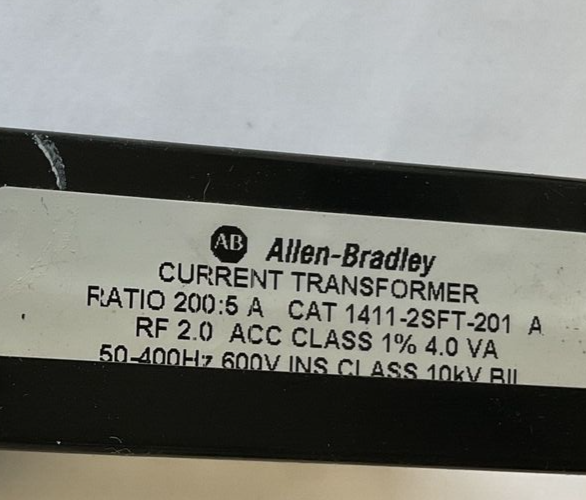 AB Allen-Bradley
CURRENT TRANSFORMER
RATIO 200:5 A CAT 1411-2SFT-201 A
RF 2.0 ACC CLASS 1% 4.0 VA
50-400Hz 600V INS CLASS 10kV BIL